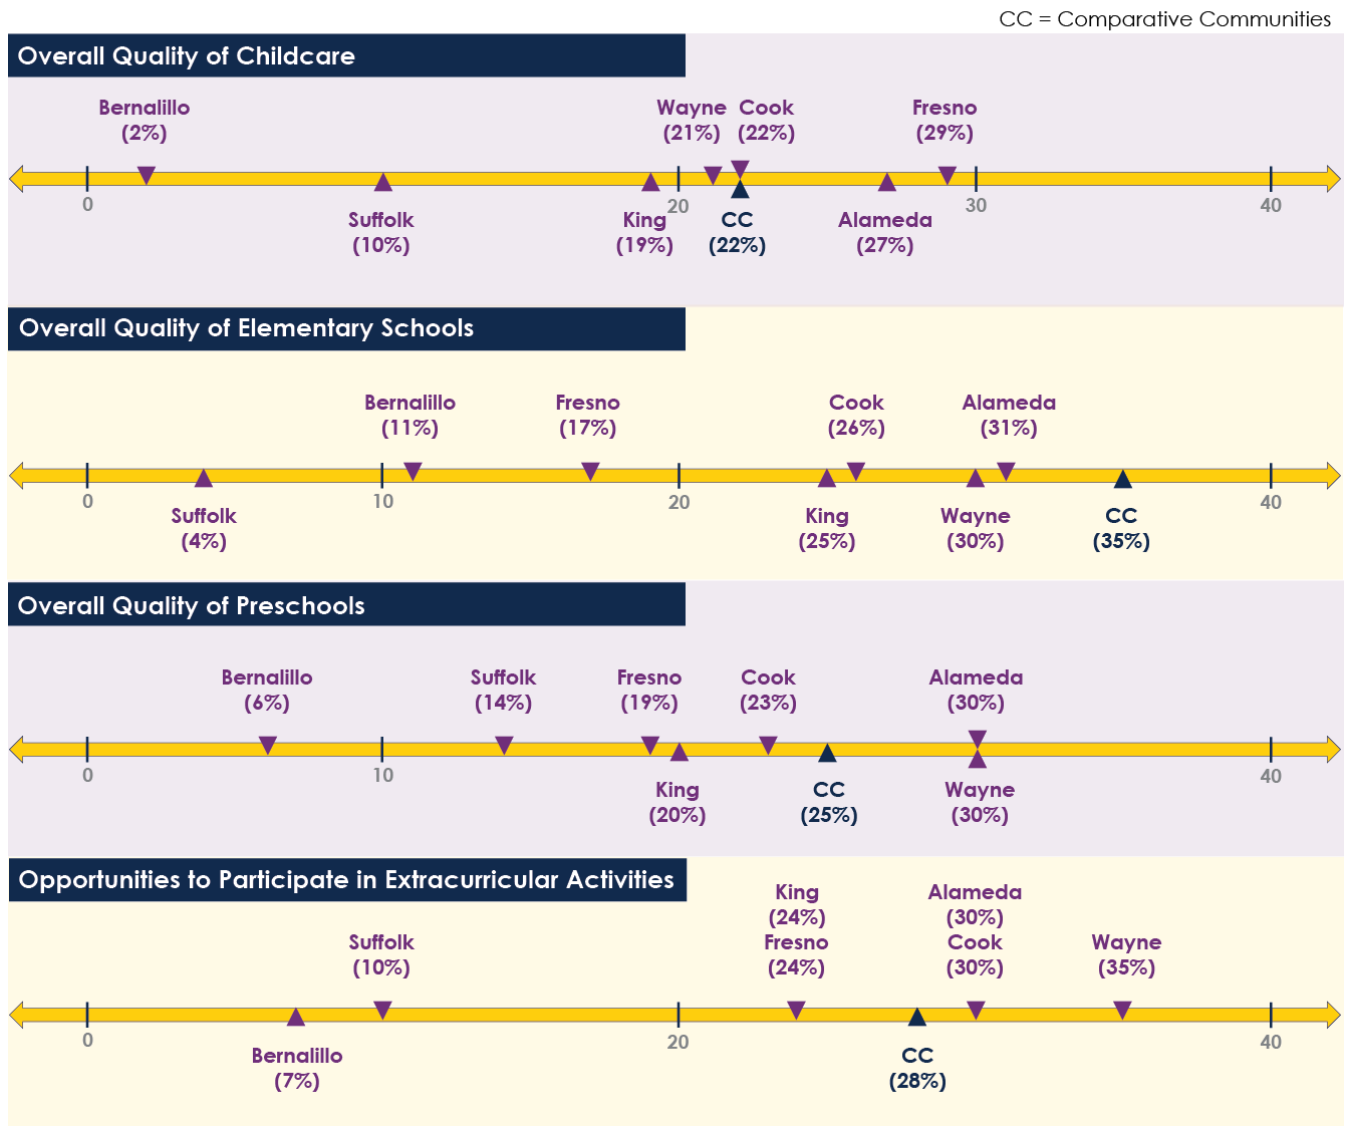 CC = Comparative Communities
Overall Quality of Childcare
Bernalillo
(2%)
Wayne
(21%)
Cook
(22%)
Fresno
(29%)
0
20
30
40
Suffolk
(10%)
King
(19%)
CC
(22%)
Alameda
(27%)
Overall Quality of Elementary Schools
Bernalillo
(11%)
Fresno
(17%)
Cook
(26%)
Alameda
(31%)
0
10
20
40
Suffolk
(4%)
King
(25%)
Wayne
(30%)
CC
(35%)
Overall Quality of Preschools
Bernalillo
(6%)
Suffolk
(14%)
Fresno
(19%)
Cook
(23%)
Alameda
(30%)
0
10
40
King
(20%)
CC
(25%)
Wayne
(30%)
Opportunities to Participate in Extracurricular Activities
Suffolk
(10%)
King
(24%)
Fresno
(24%)
Alameda
(30%)
Cook
(30%)
Wayne
(35%)
0
20
40
Bernalillo
(7%)
CC
(28%)